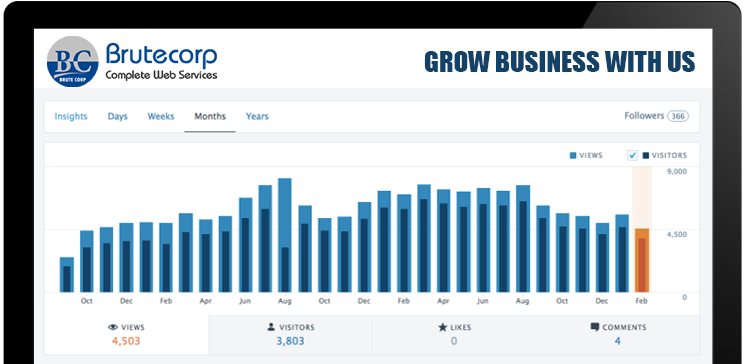 BC
BRUTE CORP
Brutecorp
Complete Web Services
GROW BUSINESS WITH US
Insights Days Weeks Months Years Followers 366
VIEWS VISITORS
9,000
4,500
0
Oct Dec Feb Apr Jun Aug Oct Dec Feb Apr Jun Aug Oct Dec Feb
VIEWS VISITORS LIKES COMMENTS
4,503 3,803 0 4